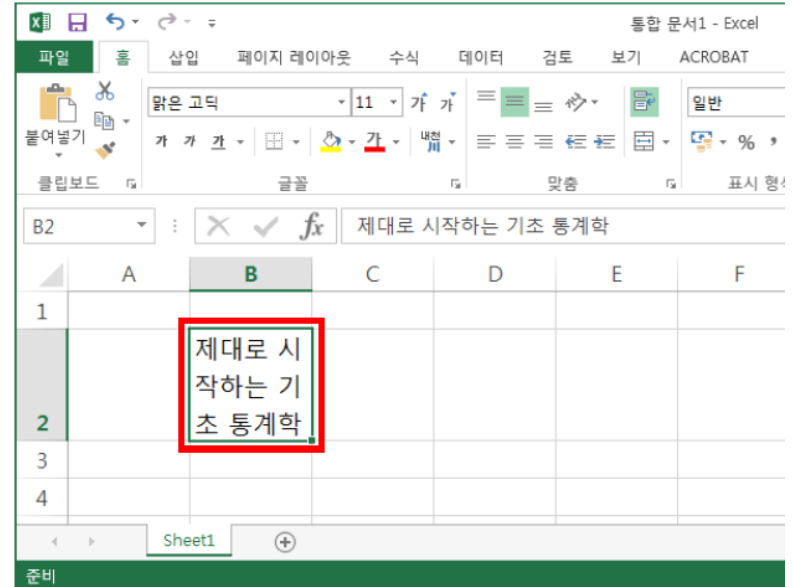 통합 문서1 - Excel
파일 홈 삽입 페이지 레이아웃 수식 데이터 검토 보기 ACROBAT
붙여넣기 맑은 고딕 11 가 가 일반
가 가 가 가 내천 川 %
클립보드 글꼴 맞춤 표시 형식
B2 fx 제대로 시작하는 기초 통계학
A B C D E F
1
제대로 시
작하는 기
2 초 통계학
3
4
Sheet1
준비